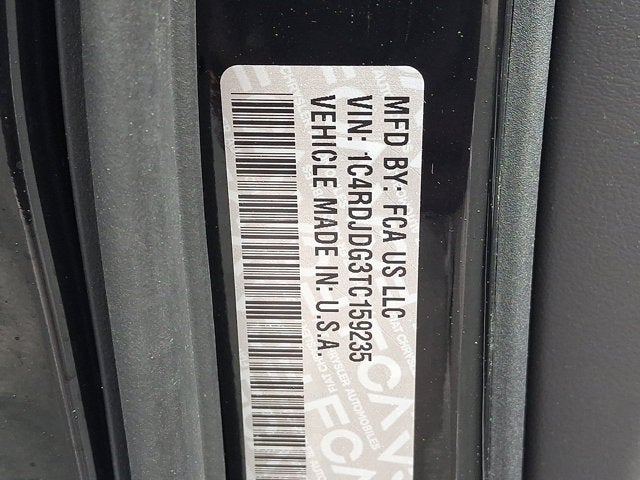 MFD BY: FCA US LLC
VIN: 1C4RDJDG3TC159235
VEHICLE MADE IN: U.S.A.